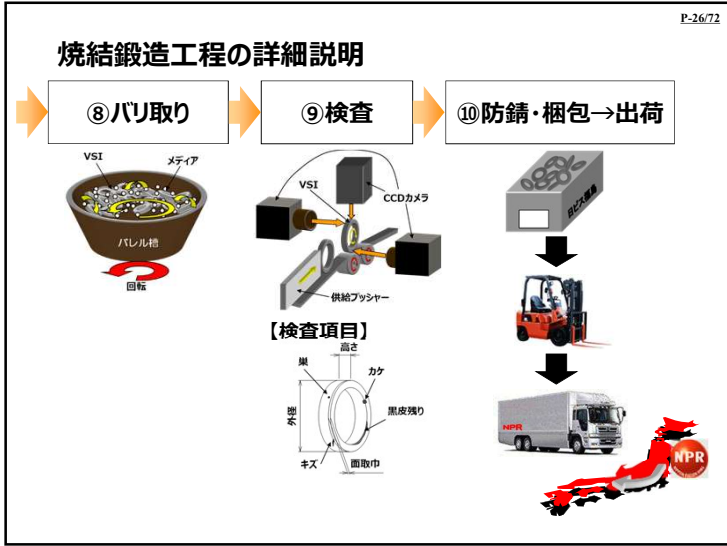 P-26/72
焼結鍛造工程の詳細説明
⑧バリ取り
⑨検査
⑩防錆・梱包→出荷
VSI
メディア
バレル槽
回転
VSI
CCDカメラ
供給プッシャー
【検査項目】
高さ
巣
カケ
外径
黒皮残り
キズ
面取巾
日ピス福島
NPR
NPR